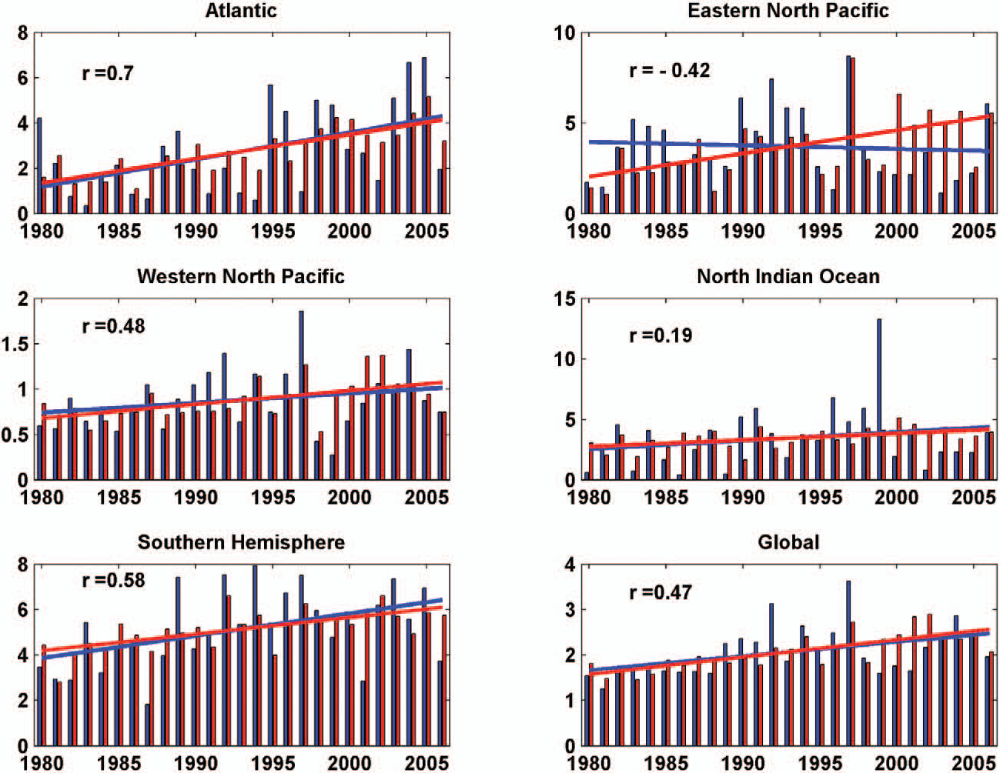 Atlantic
8
6
4
2
0
r =0.7
1980 1985 1990 1995 2000 2005
Eastern North Pacific
10
5
0
r = - 0.42
1980 1985 1990 1995 2000 2005
Western North Pacific
2
1.5
1
0.5
0
r =0.48
1980 1985 1990 1995 2000 2005
North Indian Ocean
15
10
5
0
r =0.19
1980 1985 1990 1995 2000 2005
Southern Hemisphere
8
6
4
2
0
r =0.58
1980 1985 1990 1995 2000 2005
Global
4
3
2
1
0
r =0.47
1980 1985 1990 1995 2000 2005